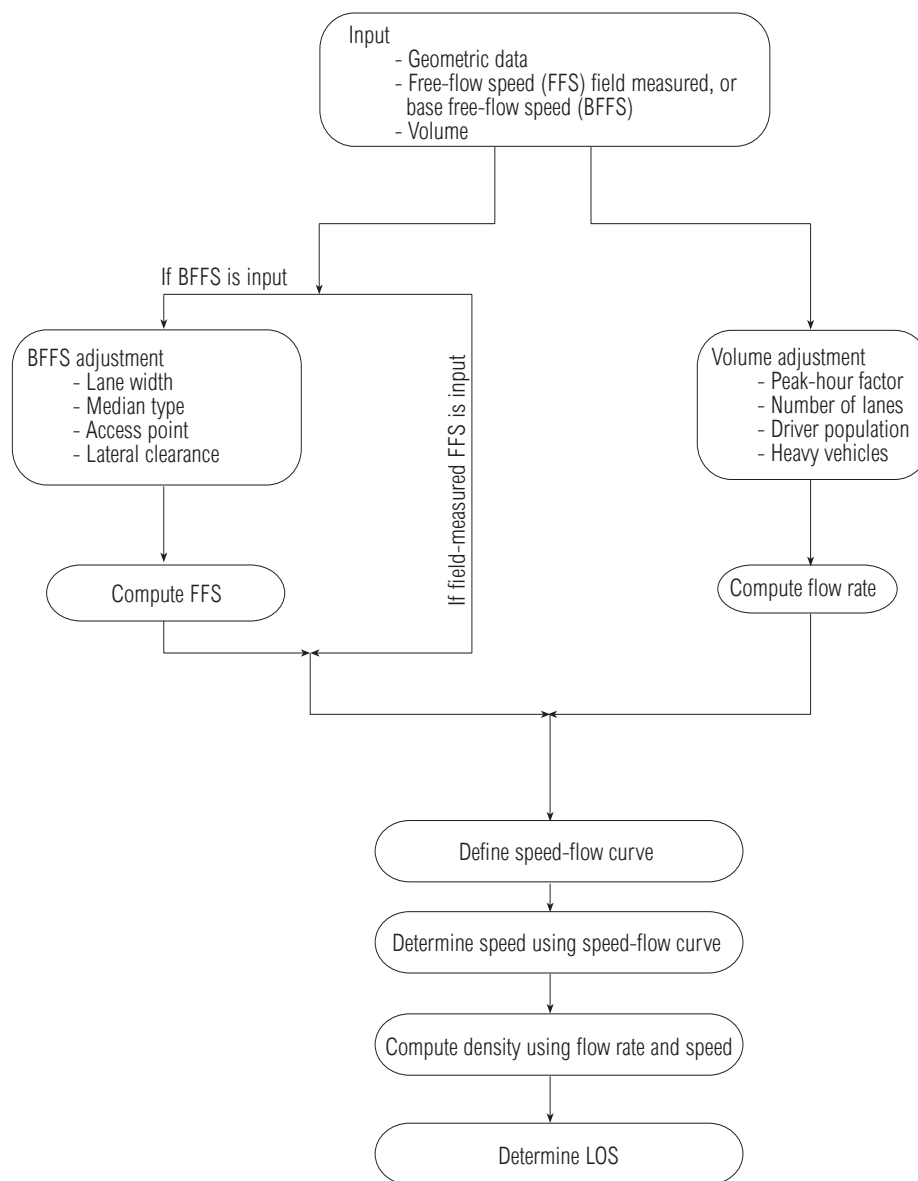 Input
- Geometric data
- Free-flow speed (FFS) field measured, or
base free-flow speed (BFFS)
- Volume
If BFFS is input
BFFS adjustment
- Lane width
- Median type
- Access point
- Lateral clearance
If field-measured FFS is input
Volume adjustment
- Peak-hour factor
- Number of lanes
- Driver population
- Heavy vehicles
Compute FFS
Compute flow rate
Define speed-flow curve
Determine speed using speed-flow curve
Compute density using flow rate and speed
Determine LOS